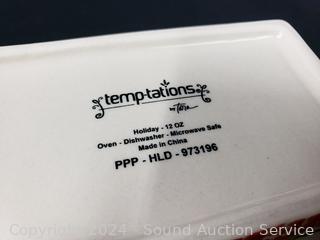 temp-tations
by Tara
Holiday - 12 OZ
Oven - Dishwasher - Microwave Safe
Made in China
PPP - HLD - 973196
Copyright 2024 - Sound Auction Service